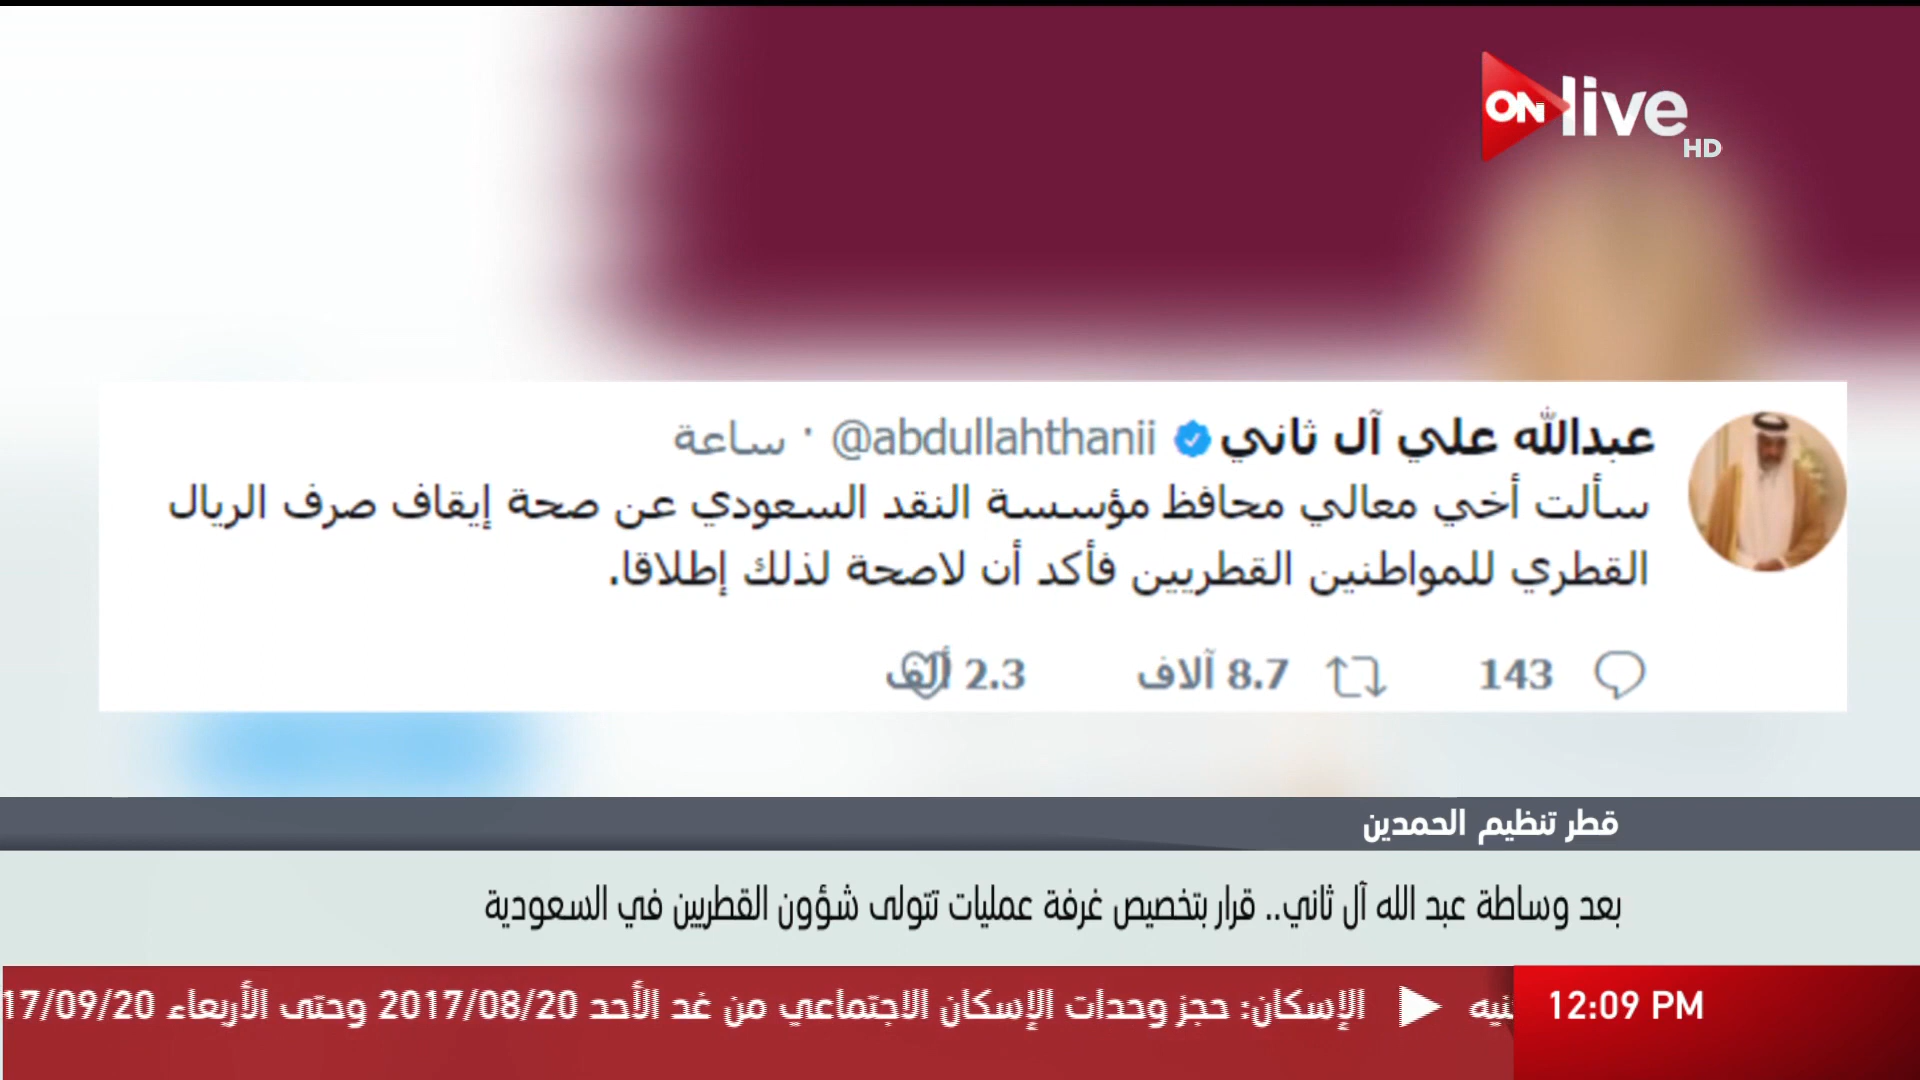 ON live
HD
عبدالله علي آل ثاني @abdullahthanii · ساعة
سألت أخي معالي محافظ مؤسسة النقد السعودي عن صحة إيقاف صرف الريال
القطري للمواطنين القطريين فأكد أن لاصحة لذلك إطلاقا.
143 8.7 آلاف 2.3 ألف
قطر تنظيم الحمدين
بعد وساطة عبد الله آل ثاني.. قرار بتخصيص غرفة عمليات تتولى شؤون القطريين في السعودية
الإسكان: حجز وحدات الإسكان الاجتماعي من غد الأحد 2017/08/20 وحتى الأربعاء 17/09/20
12:09 PM